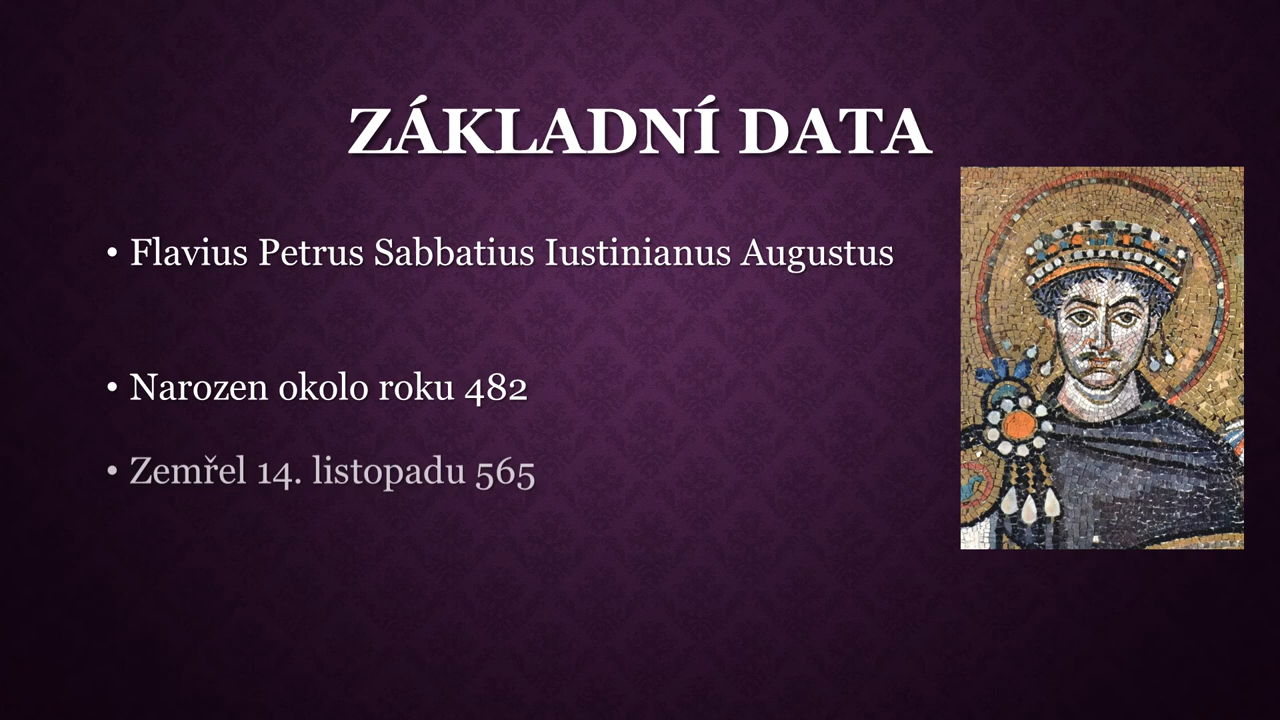 ZÁKLADNÍ DATA
• Flavius Petrus Sabbatius Iustinianus Augustus
• Narozen okolo roku 482
• Zemřel 14. listopadu 565